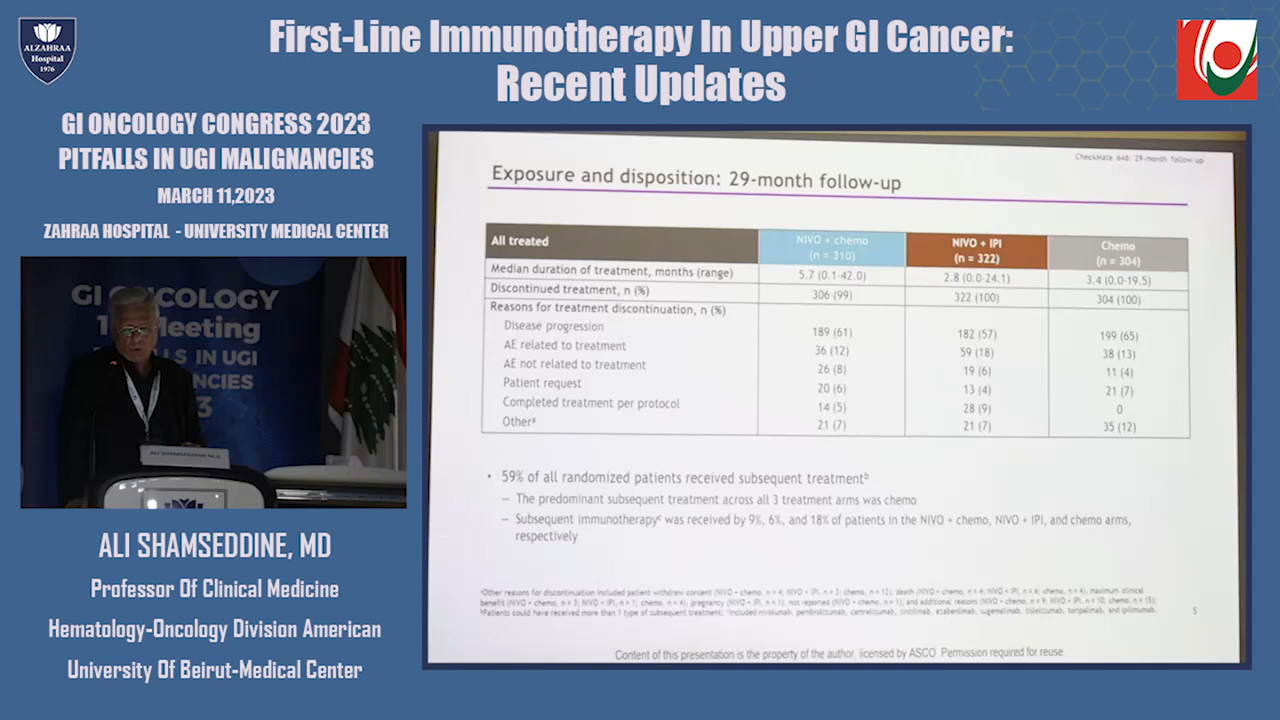 ALZAHRAA
Hospital
1976
First-Line Immunotherapy In Upper GI Cancer:
Recent Updates
GI ONCOLOGY CONGRESS 2023
PITFALLS IN UGI MALIGNANCIES
MARCH 11,2023
ZAHRAA HOSPITAL - UNIVERSITY MEDICAL CENTER
GI ONCOLOGY
Meeting
IN UGI
ALI SHAMSEDDINE, MD
Professor Of Clinical Medicine
Hematology-Oncology Division American
University Of Beirut-Medical Center
CheckMate 648: 29-month follow-up
Exposure and disposition: 29-month follow-up
All treated NIVO + chemo (n = 310) NIVO + IPI (n = 322) Chemo (n = 304)
Median duration of treatment, months (range) 5.7 (0.1-42.0) 2.8 (0.0-24.1) 3.4 (0.0-19.5)
Discontinued treatment, n (%) 306 (99) 322 (100) 304 (100)
Reasons for treatment discontinuation, n (%)
Disease progression 189 (61) 182 (57) 199 (65)
AE related to treatment 36 (12) 59 (18) 38 (13)
AE not related to treatment 26 (8) 19 (6) 11 (4)
Patient request 20 (6) 13 (4) 21 (7)
Completed treatment per protocol 14 (5) 28 (9) 0
Otherᵃ 21 (7) 21 (7) 35 (12)
• 59% of all randomized patients received subsequent treatmentᵇ
– The predominant subsequent treatment across all 3 treatment arms was chemo
– Subsequent immunotherapyᶜ was received by 9%, 6%, and 18% of patients in the NIVO + chemo, NIVO + IPI, and chemo arms,
respectively
5
Content of this presentation is the property of the author, licensed by ASCO. Permission required for reuse